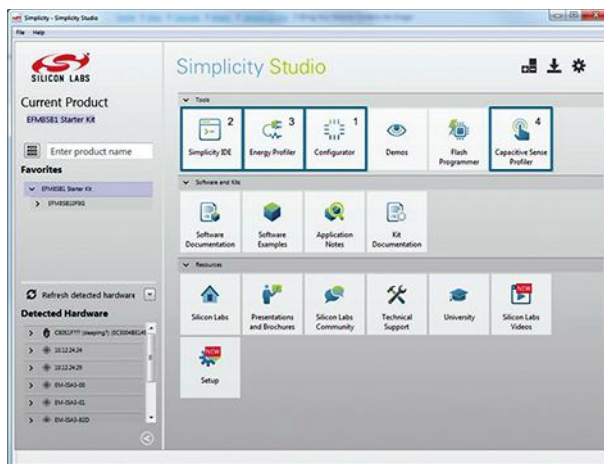 Simplicity - Simplicity Studio
File Help
SILICON LABS
Simplicity Studio
Current Product
EFM8SB1 Starter Kit
Enter product name
Favorites
EFM8SB1 Starter Kit
EFM8SB10F8G
Refresh detected hardware
Detected Hardware
10.12.24.24
10.12.24.29
EM-ISA3-00
EM-ISA3-01
EM-ISA3-82D
Tools
2
Simplicity IDE
3
Energy Profiler
1
Configurator
Demos
Flash
Programmer
4
Capacitive Sense
Profiler
Software and Kits
Software
Documentation
Software
Examples
Application
Notes
Kit
Documentation
Resources
Silicon Labs
Presentations
and Brochures
Silicon Labs
Community
Technical
Support
University
NEW
Silicon Labs
Videos
NEW
Setup